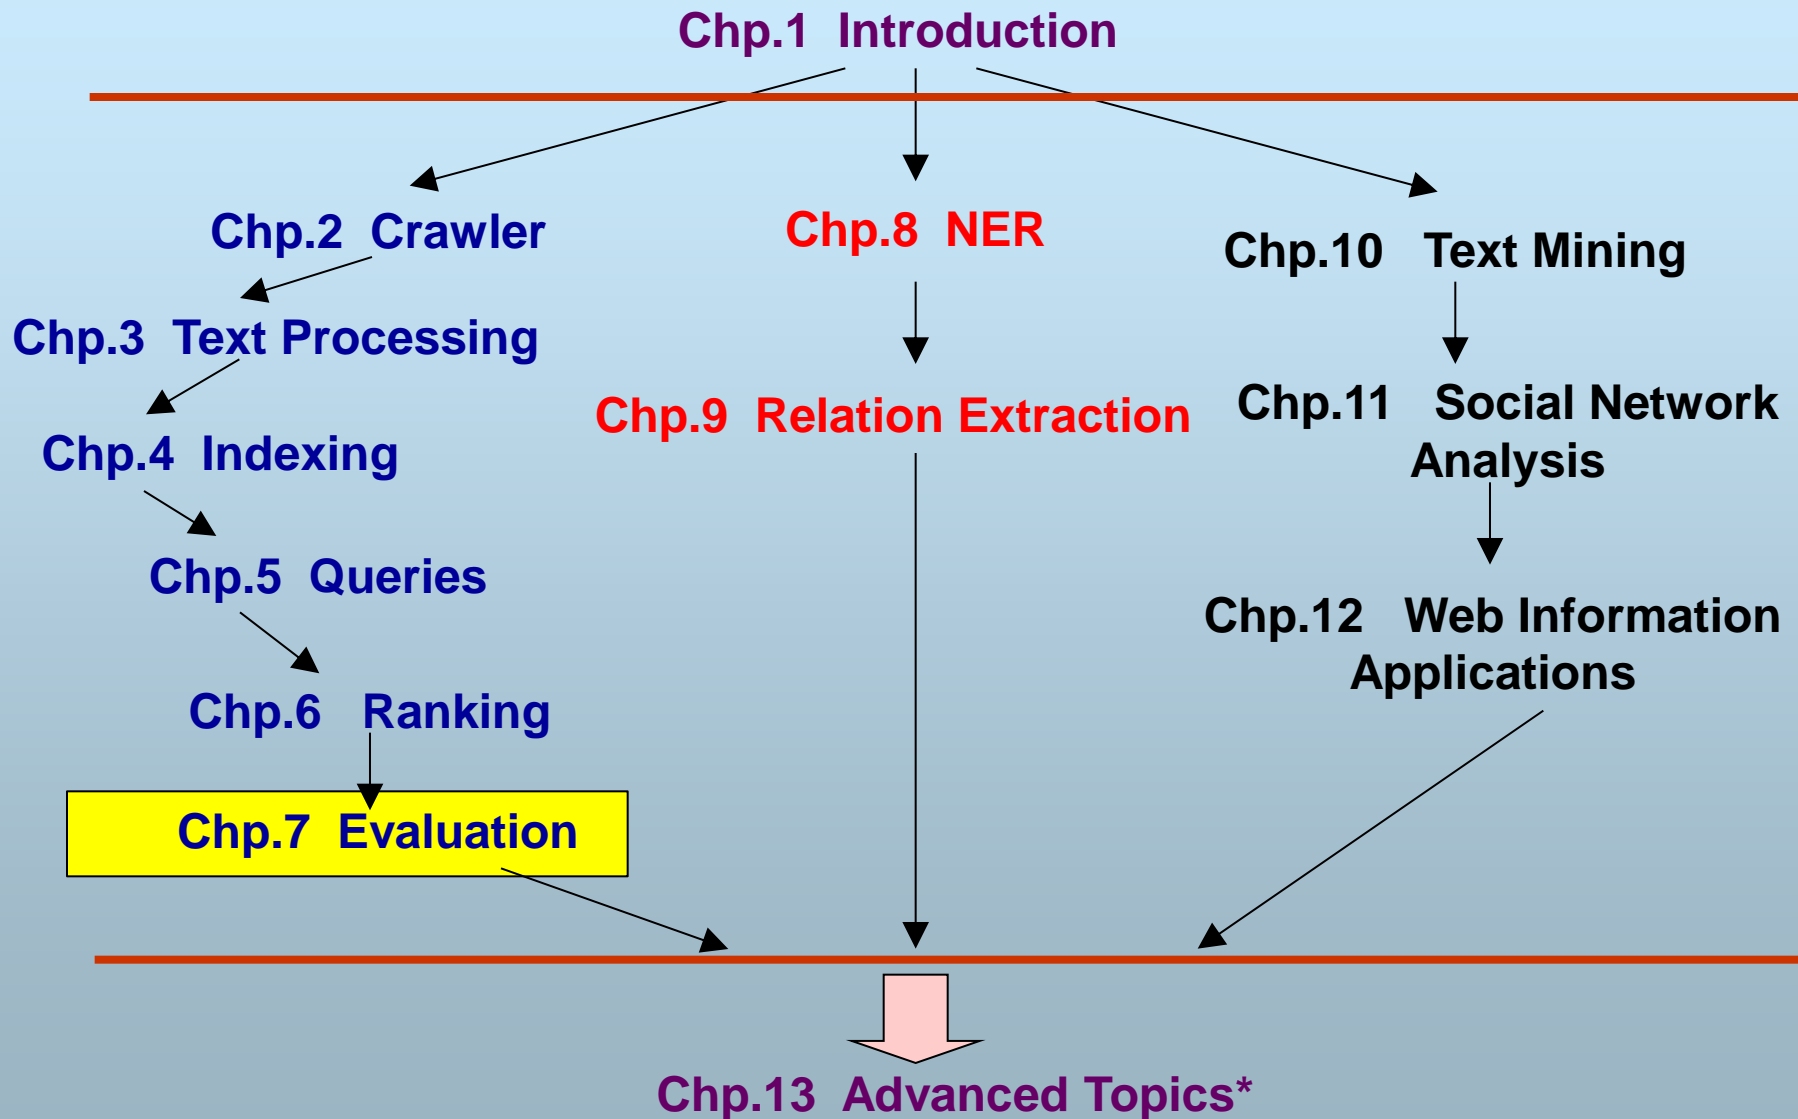 Chp.1 Introduction
Chp.2 Crawler
Chp.3 Text Processing
Chp.4 Indexing
Chp.5 Queries
Chp.6 Ranking
Chp.7 Evaluation
Chp.8 NER
Chp.9 Relation Extraction
Chp.10 Text Mining
Chp.11 Social Network
Analysis
Chp.12 Web Information
Applications
Chp.13 Advanced Topics*